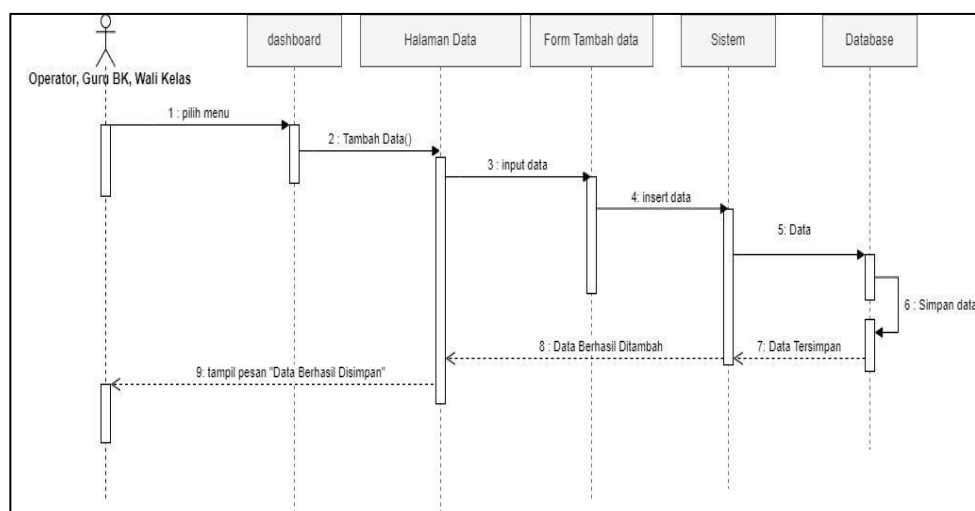 dashboard
Halaman Data
Form Tambah data
Sistem
Database
Operator, Guru BK, Wali Kelas
1 : pilih menu
2 : Tambah Data()
3 : input data
4: insert data
5: Data
6 : Simpan data
7: Data Tersimpan
8 : Data Berhasil Ditambah
9: tampil pesan "Data Berhasil Disimpan"